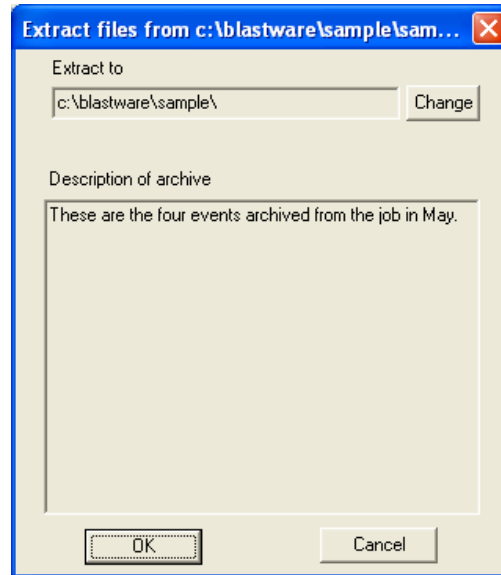 Extract files from c:\blastware\sample\sam...
Extract to
c:\blastware\sample\
Change
Description of archive
These are the four events archived from the job in May.
OK
Cancel